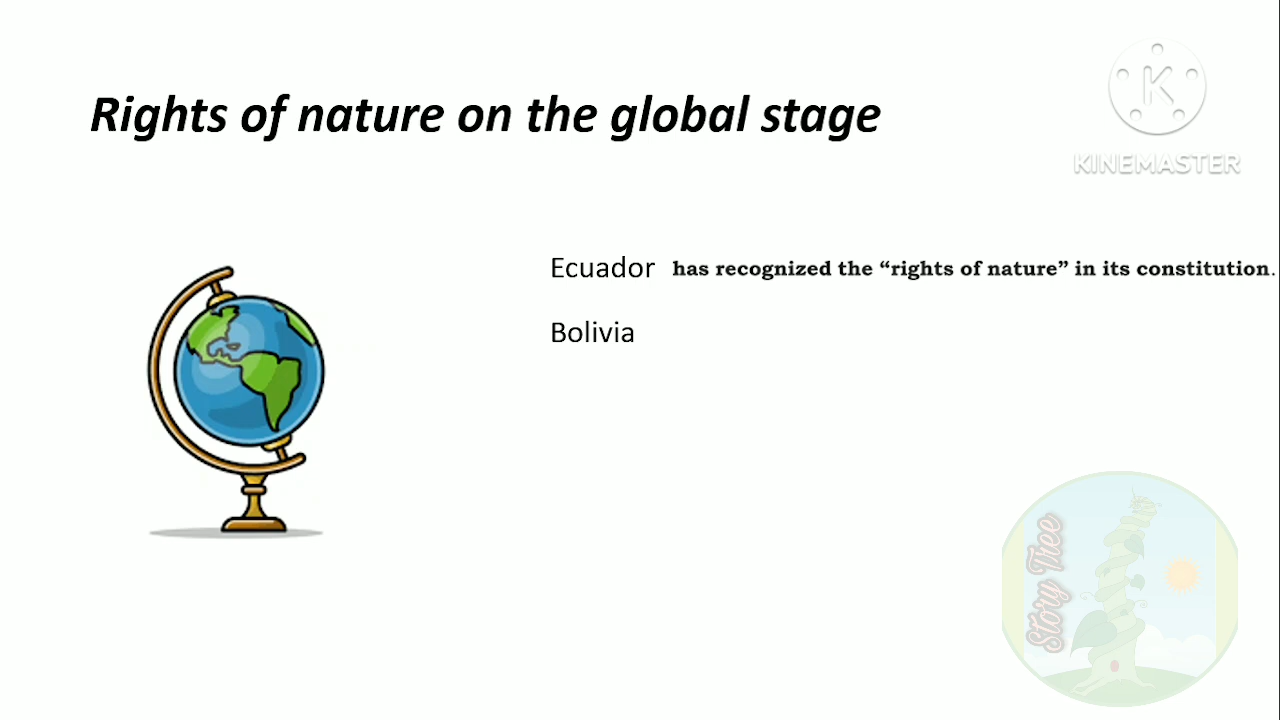 Rights of nature on the global stage
KINEMASTER
Ecuador has recognized the “rights of nature” in its constitution.
Bolivia
Story Tree